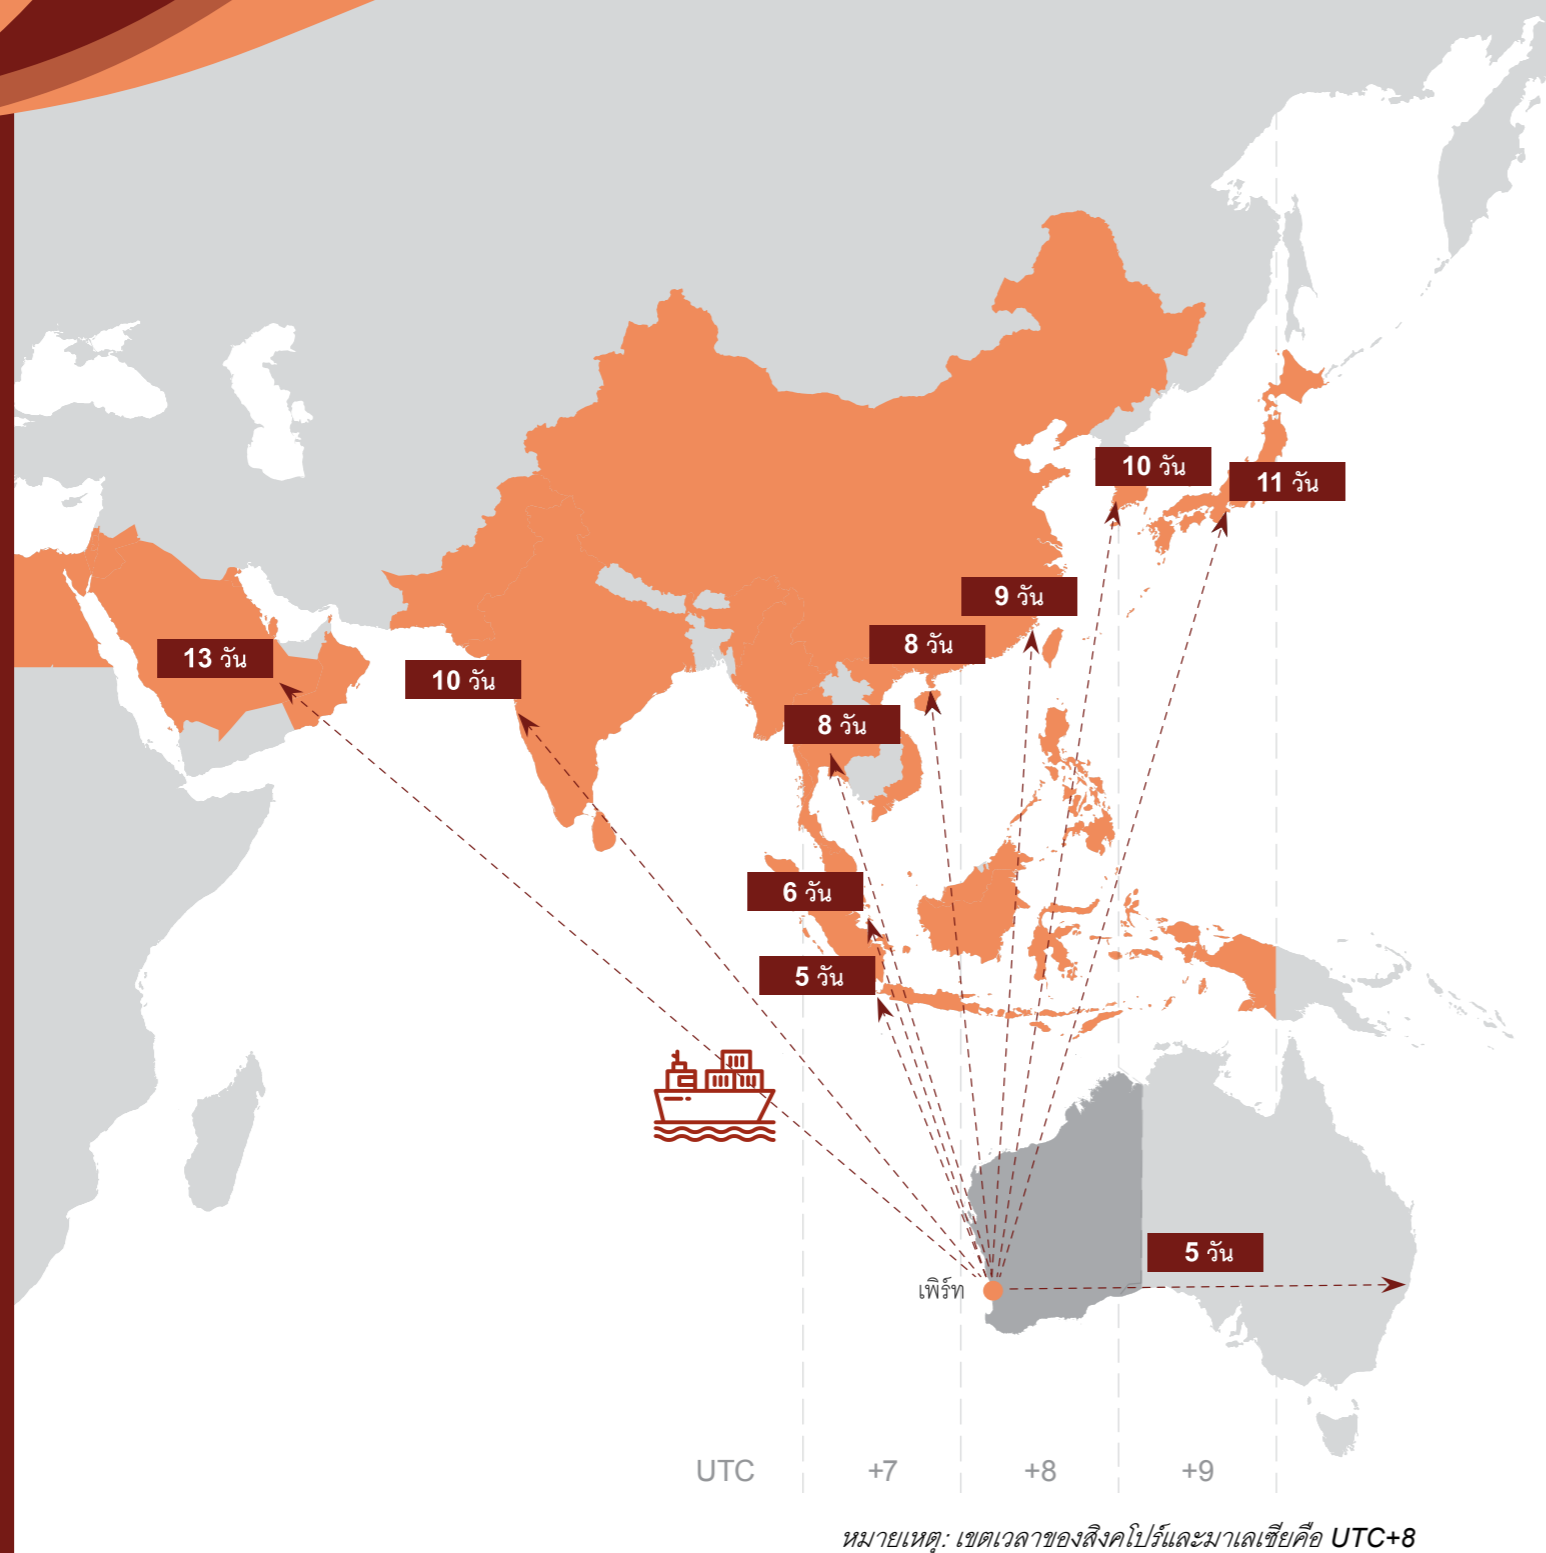 10 วัน
11 วัน
9 วัน
8 วัน
13 วัน
10 วัน
8 วัน
6 วัน
5 วัน
5 วัน
เพิร์ท
UTC +7 +8 +9
หมายเหตุ: เขตเวลาของสิงคโปร์และมาเลเซียคือ UTC+8